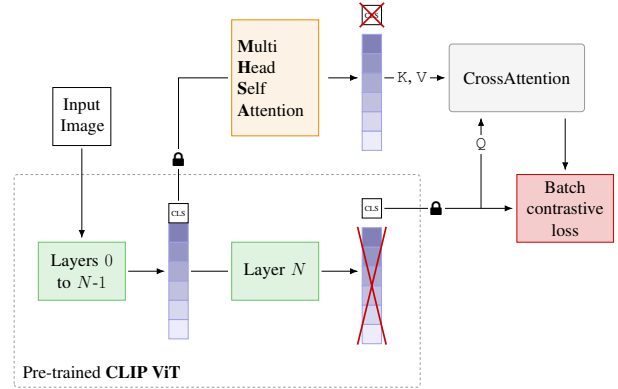 CLS
Multi
Head
Self
Attention
K, V
CrossAttention
Input
Image
Q
CLS
CLS
Batch
contrastive
loss
Layers 0
to N-1
Layer N
Pre-trained CLIP ViT